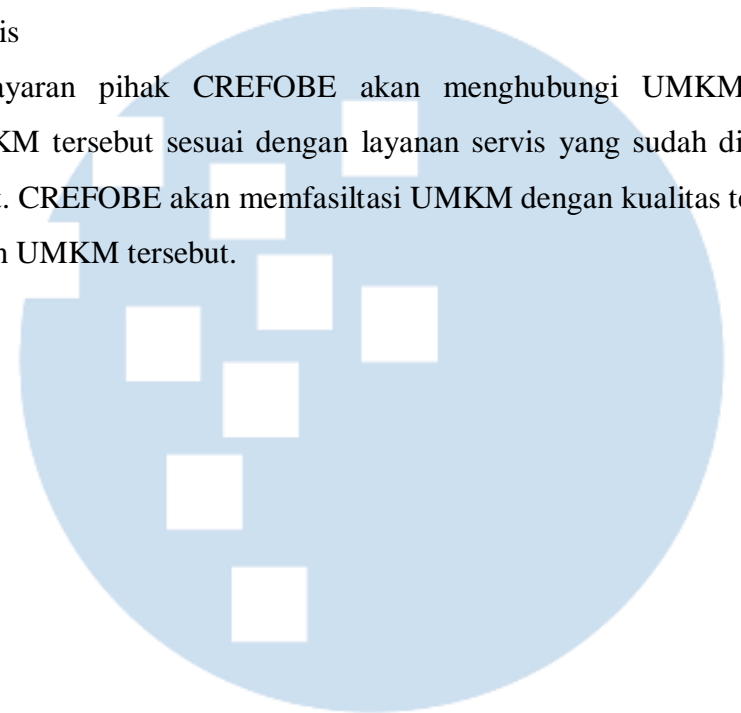 is
ayaran pihak CREFOBE akan menghubungi UMKM
KM tersebut sesuai dengan layanan servis yang sudah di
. CREFOBE akan memfasiltasi UMKM dengan kualitas te
n UMKM tersebut.